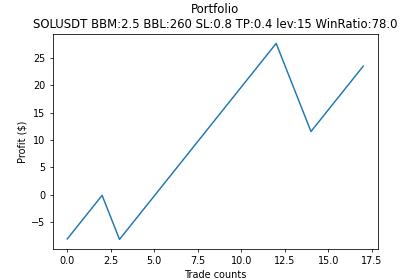 Portfolio
SOLUSDT BBM:2.5 BBL:260 SL:0.8 TP:0.4 lev:15 WinRatio:78.0
25
20
15
10
5
0
−5
Profit ($)
0.0 2.5 5.0 7.5 10.0 12.5 15.0 17.5
Trade counts